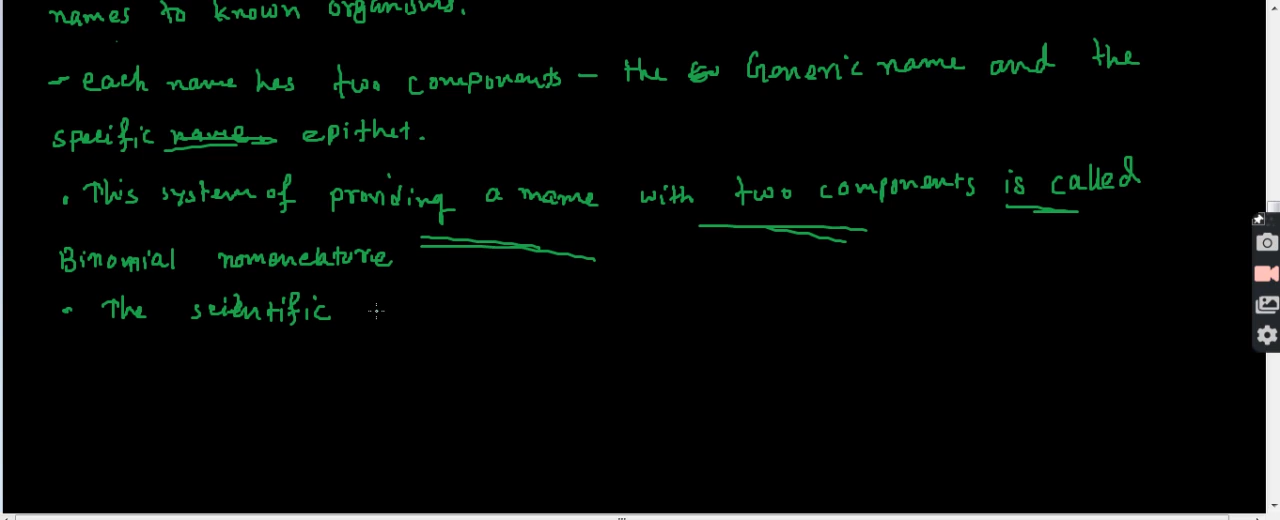 names to known organisms.
- each name has two components - the Generic name and the
specific name epithet.
. This system of providing a name with two components is called
Binomial nomenclature
. The scientific